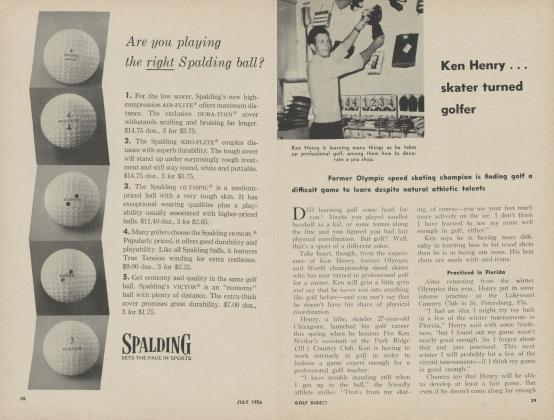 Are you playing
the right Spalding ball?
1. For the low scorer. Spalding's new high-
compression AIR-FLITE® offers maximum dis-
tance. The exclusive DURA-THIN® cover
withstands scuffing and bruising far longer.
$14.75 doz., 3 for $3.75.
2. The Spalding KRO-FLITE® couples dis-
tance with superb durability. The tough cover
will stand up under surprisingly rough treat-
ment and still stay round, white and puttable.
$14.75 doz., 3 for $3.75.
3. The Spalding OLYMPIC® is a medium-
priced ball with a very tough skin. It has
exceptional wearing qualities plus a play-
ability usually associated with higher-priced
balls. $11.40 doz., 3 for $2.85.
4. Many golfers choose the Spalding HONOR.®
Popularly priced, it offers good durability and
playability. Like all Spalding balls, it features
True Tension winding for extra resilience.
$9.00 doz., 3 for $2.25.
5. Get economy and quality in the same golf
ball. Spalding's VICTOR® is an "economy"
ball with plenty of distance. The extra-thick
cover promises great durability. $7.00 doz.,
3 for $1.75.
SPALDING
SETS THE PACE IN SPORTS
JULY 1956
Ken Henry . . .
skater turned
golfer
Ken Henry is learning many things as he takes
up professional golf, among them how to deco-
rate a pro shop.
Former Olympic speed skating champion is finding golf a
difficult game to learn despite natural athletic talents
DID learning golf come hard for
you? Maybe you played sandlot
baseball as a kid, or some tennis along
the line and you figured you had fair
physical coordination. But golf? Well,
that's a sport of a different color.
Take heart, though, from the experi-
ence of Ken Henry, former Olympic
and World championship speed skater
who has now turned to professional golf
for a career. Ken will grin a little grin
and say that he never ran into anything
like golf before—and you can't say that
he doesn't have his share of physical
coordination.
Henry, a lithe, slender 27-year-old
Chicagoan, launched his golf career
this spring when he became Pro Ken
Weiler's assistant at the Park Ridge
(Ill.) Country Club. Ken is having to
work intensely at golf in order to
fashion a game expert enough for a
professional golf teacher.
"I have trouble standing still when
I get up to the ball," the friendly
athlete smiles. "That's from my skat-
ing, of course—you use your feet much
more actively on the ice. I don't think
I have learned to use my arms well
enough in golf, either."
Ken says he is having more diffi-
culty in learning how to hit wood shots
than he is in being out irons. His best
shots are made with mid-irons.
Practiced in Florida
After returning from the winter
Olympics this year, Henry put in some
intense practice at the Lakewood
Country Club in St. Petersburg, Fla.
"I had an idea I might try my luck
in a few of the winter tournaments in
Florida," Henry said with some frank-
ness, "but I found out my game wasn't
nearly good enough. So I forgot about
that and just practiced. This next
winter I will probably hit a few of the
circuit tournaments—if I think my game
is good enough."
Chances are that Henry will be able
to develop at least a fair game. But
even if he doesn't come along far enough
GOLF DIGEST
29